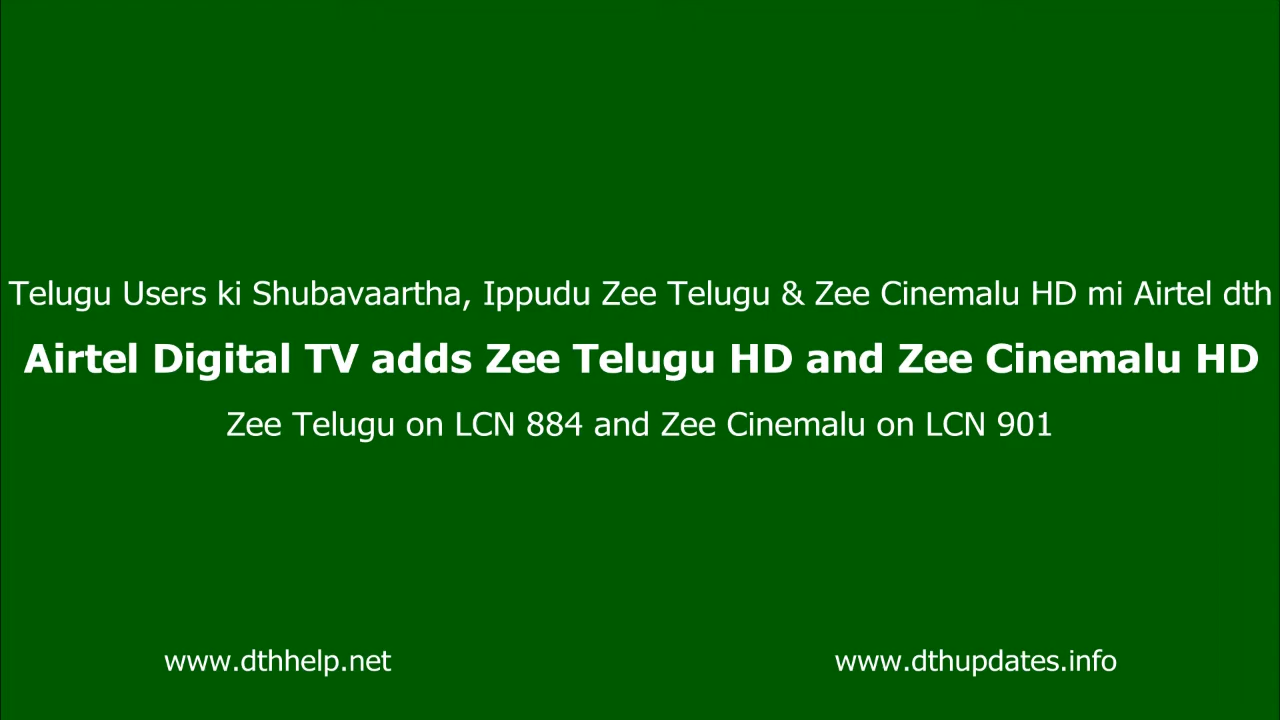 Telugu Users ki Shubavaartha, Ippudu Zee Telugu & Zee Cinemalu HD mi Airtel dth
Airtel Digital TV adds Zee Telugu HD and Zee Cinemalu HD
Zee Telugu on LCN 884 and Zee Cinemalu on LCN 901
www.dthhelp.net
www.dthupdates.info